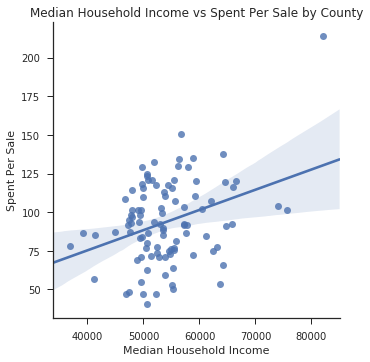 Median Household Income vs Spent Per Sale by County
200
175
150
125
100
75
50
Spent Per Sale
40000 50000 60000 70000 80000
Median Household Income